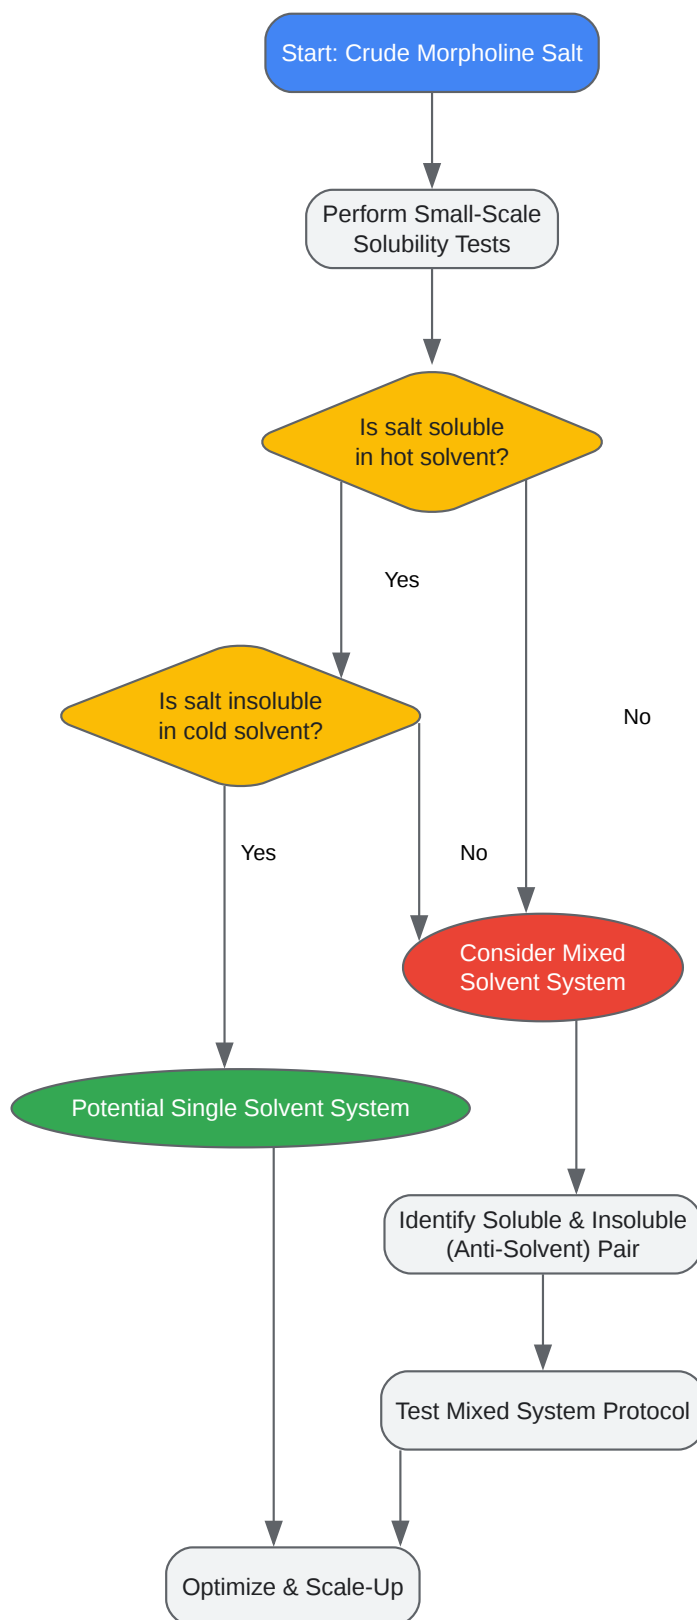 Start: Crude Morpholine Salt
Perform Small-Scale
Solubility Tests
Is salt soluble
in hot solvent?
Yes
Is salt insoluble
in cold solvent?
No
Yes
No
Consider Mixed
Solvent System
Potential Single Solvent System
Identify Soluble & Insoluble
(Anti-Solvent) Pair
Test Mixed System Protocol
Optimize & Scale-Up